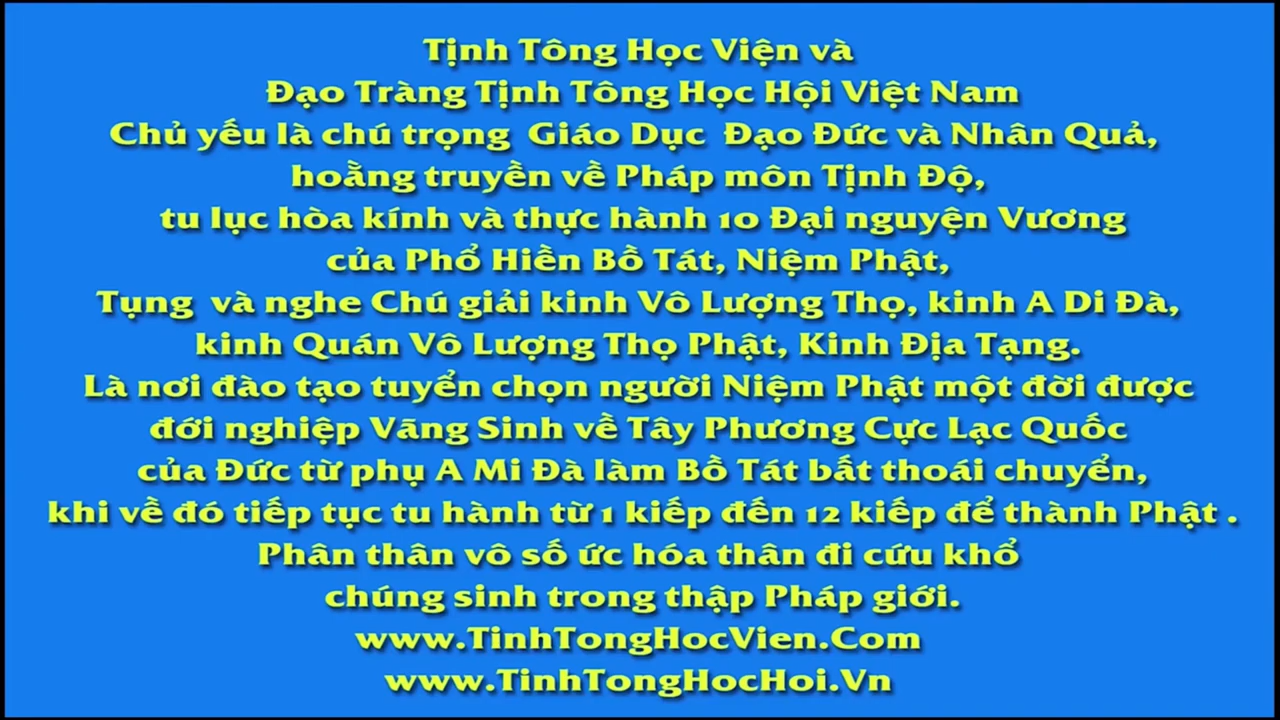 Tịnh Tông Học Viện và
Đạo Tràng Tịnh Tông Học Hội Việt Nam
Chủ yếu là chú trọng Giáo Dục Đạo Đức và Nhân Quả,
hoằng truyền về Pháp môn Tịnh Độ,
tu lục hòa kính và thực hành 10 Đại nguyện Vương
của Phổ Hiền Bồ Tát, Niệm Phật,
Tụng và nghe Chú giải kinh Vô Lượng Thọ, kinh A Di Đà,
kinh Quán Vô Lượng Thọ Phật, Kinh Địa Tạng.
Là nơi đào tạo tuyển chọn người Niệm Phật một đời được
đới nghiệp Vãng Sinh về Tây Phương Cực Lạc Quốc
của Đức từ phụ A Mi Đà làm Bồ Tát bất thoái chuyển,
khi về đó tiếp tục tu hành từ 1 kiếp đến 12 kiếp để thành Phật .
Phân thân vô số ức hóa thân đi cứu khổ
chúng sinh trong thập Pháp giới.
www.TinhTongHocVien.Com
www.TinhTongHocHoi.Vn